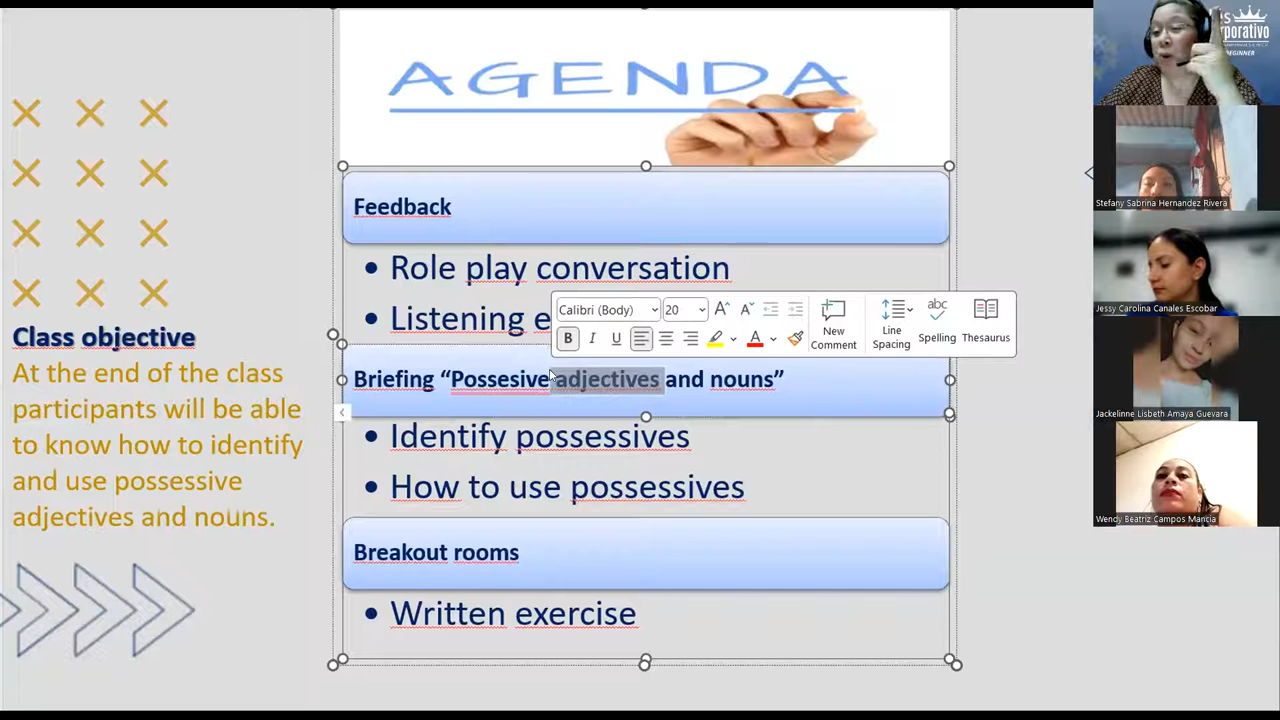 AGENDA
Feedback
• Role play conversation
• Listening e
Calibri (Body)
20
New Comment
Line Spacing
Spelling
Thesaurus
Briefing “Possesive adjectives and nouns”
• Identify possessives
• How to use possessives
Breakout rooms
• Written exercise
Class objective
At the end of the class
participants will be able
to know how to identify
and use possessive
adjectives and nouns.
rporativo
BEGINNER
Stefany Sabrina Hernandez Rivera
Jessy Carolina Canales Escobar
Jackelinne Lisbeth Amaya Guevara
Wendy Beatriz Campos Mancia